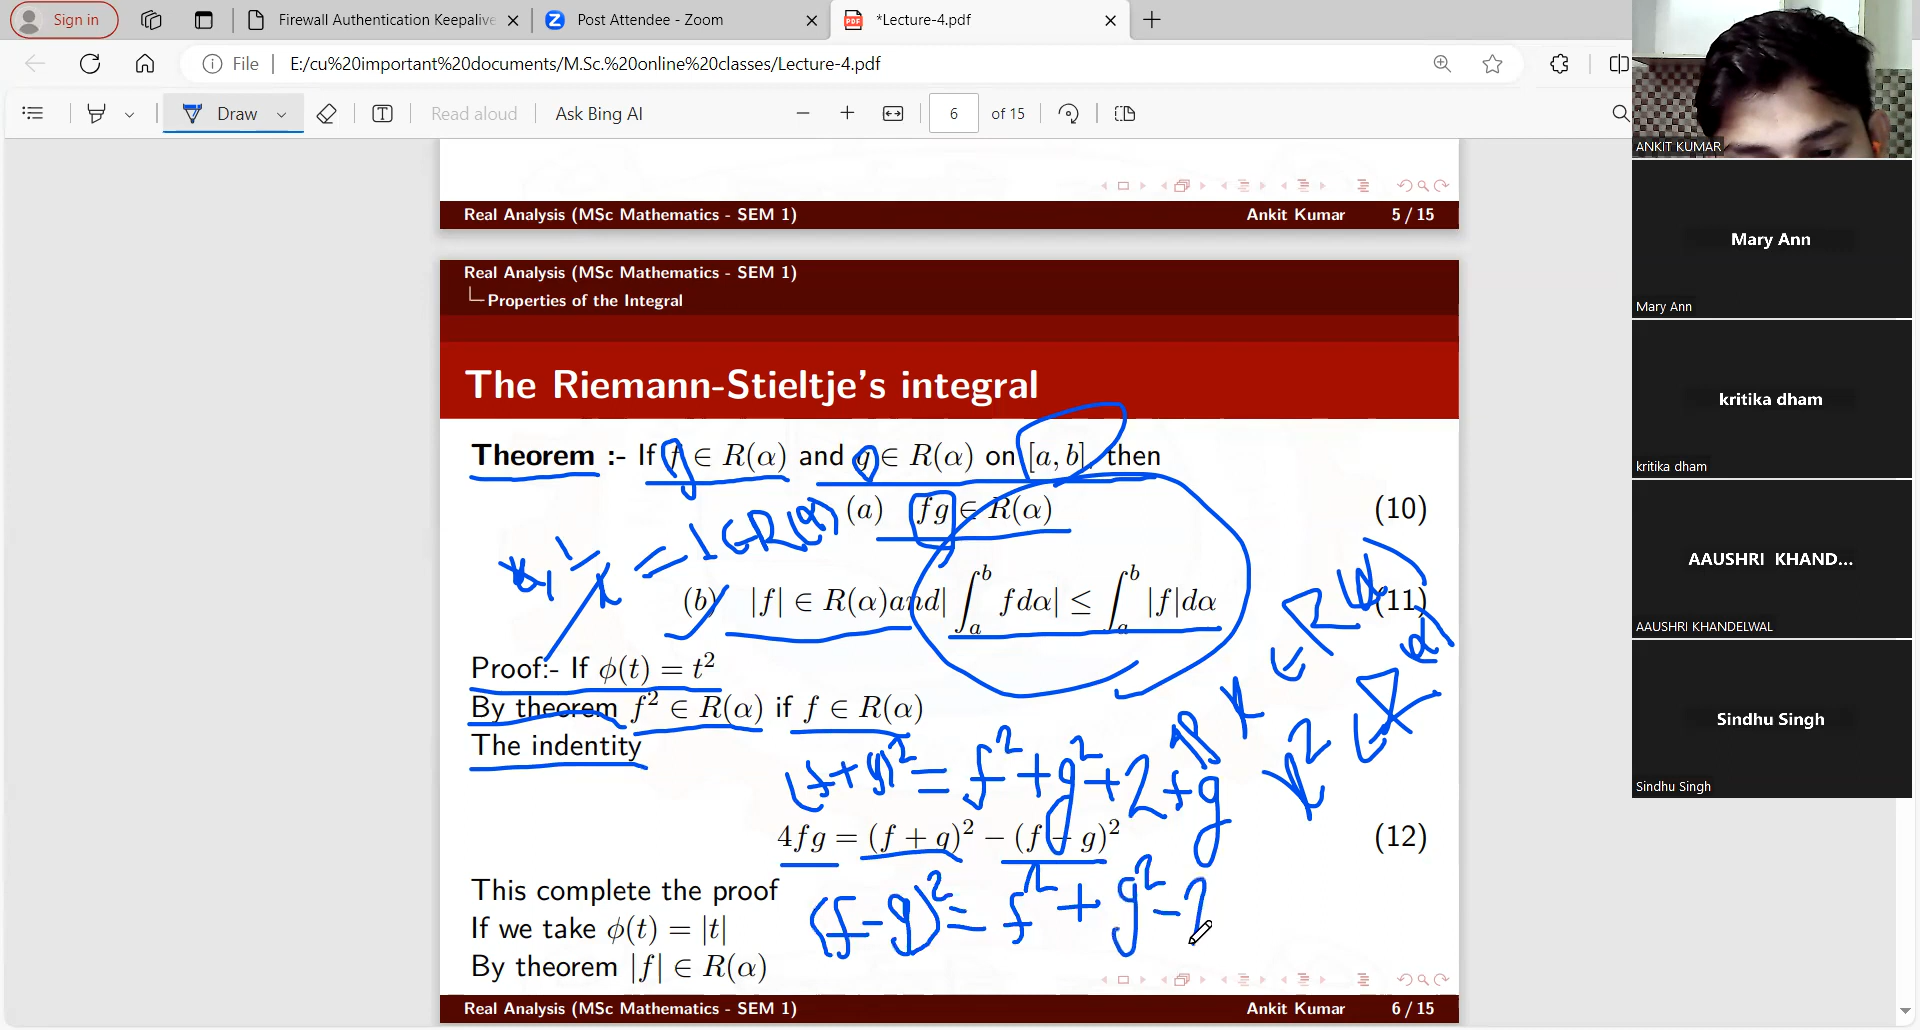 Sign in
Firewall Authentication Keepalive
Post Attendee - Zoom
*Lecture-4.pdf
File
E:/cu%20important%20documents/M.Sc.%20online%20classes/Lecture-4.pdf
Draw
Read aloud
Ask Bing AI
6 of 15
Real Analysis (MSc Mathematics - SEM 1) Ankit Kumar 5 / 15
Real Analysis (MSc Mathematics - SEM 1)
Properties of the Integral
The Riemann-Stieltje's integral
Theorem :- If f ∈ R(α) and g ∈ R(α) on [a, b], then
(a) fg ∈ R(α) (10)
= 1 ∈ R(α)
(b) |f| ∈ R(α)and| ∫_a^b fdα| ≤ ∫_a^b |f|dα (11)
Proof:- If ϕ(t) = t²
By theorem f² ∈ R(α) if f ∈ R(α)
The indentity
(f+g)² = f²+g²+2fg
4fg = (f + g)² − (f − g)² (12)
This complete the proof
(f-g)² = f²+g²-2
If we take ϕ(t) = |t|
By theorem |f| ∈ R(α)
Real Analysis (MSc Mathematics - SEM 1) Ankit Kumar 6 / 15
ANKIT KUMAR
Mary Ann
Mary Ann
kritika dham
kritika dham
AAUSHRI KHAND...
AAUSHRI KHANDELWAL
Sindhu Singh
Sindhu Singh